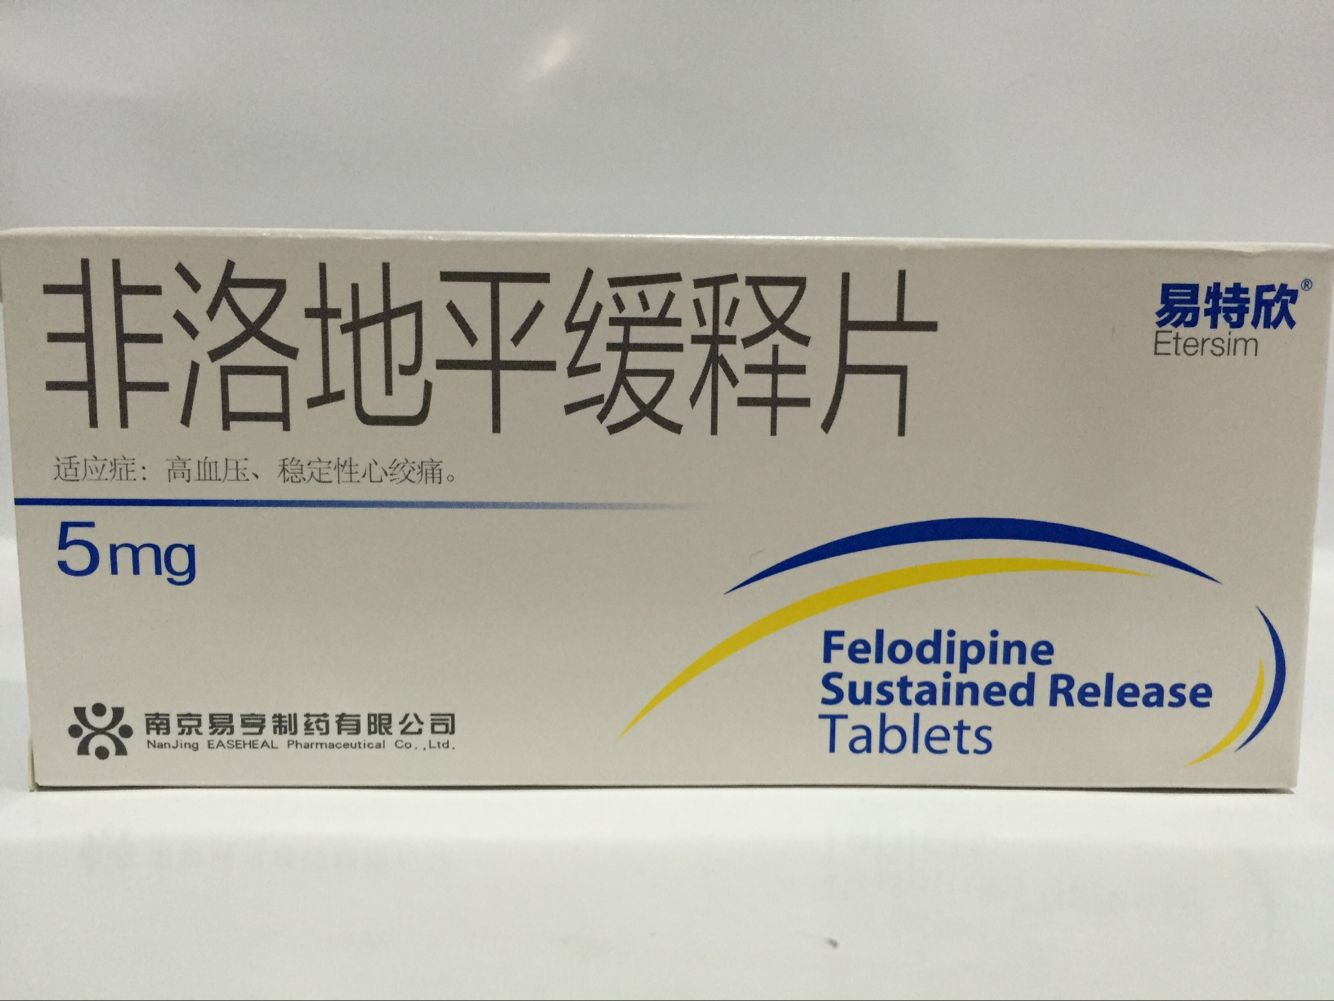 非洛地平缓释片
易特欣®
Etersim
适应症：高血压、稳定性心绞痛。
5mg
Felodipine
Sustained Release
Tablets
南京易亨制药有限公司
NanJing EASEHEAL Pharmaceutical Co.,Ltd.